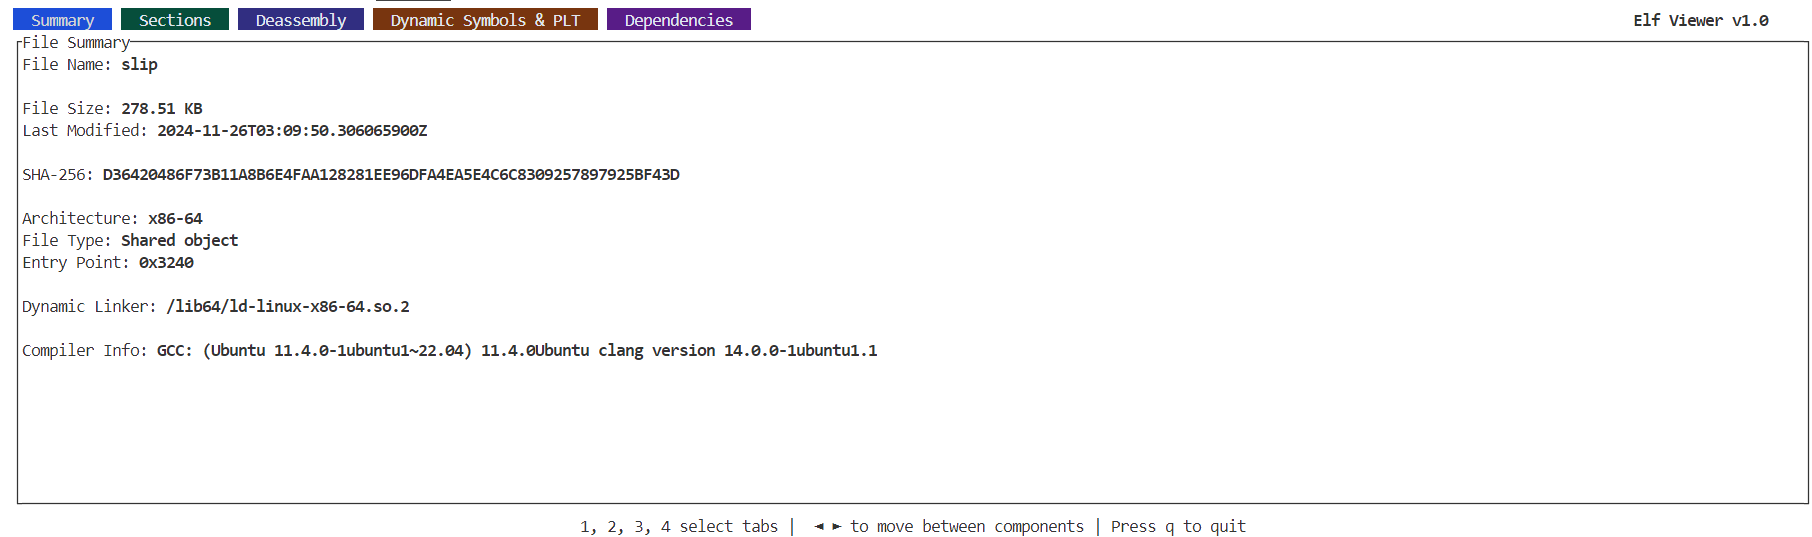 Summary Sections Deassembly Dynamic Symbols & PLT Dependencies Elf Viewer v1.0
File Summary
File Name: slip
File Size: 278.51 KB
Last Modified: 2024-11-26T03:09:50.306065900Z
SHA-256: D36420486F73B11A8B6E4FAA128281EE96DFA4EA5E4C6C8309257897925BF43D
Architecture: x86-64
File Type: Shared object
Entry Point: 0x3240
Dynamic Linker: /lib64/ld-linux-x86-64.so.2
Compiler Info: GCC: (Ubuntu 11.4.0-1ubuntu1~22.04) 11.4.0Ubuntu clang version 14.0.0-1ubuntu1.1
1, 2, 3, 4 select tabs | ◄ ► to move between components | Press q to quit